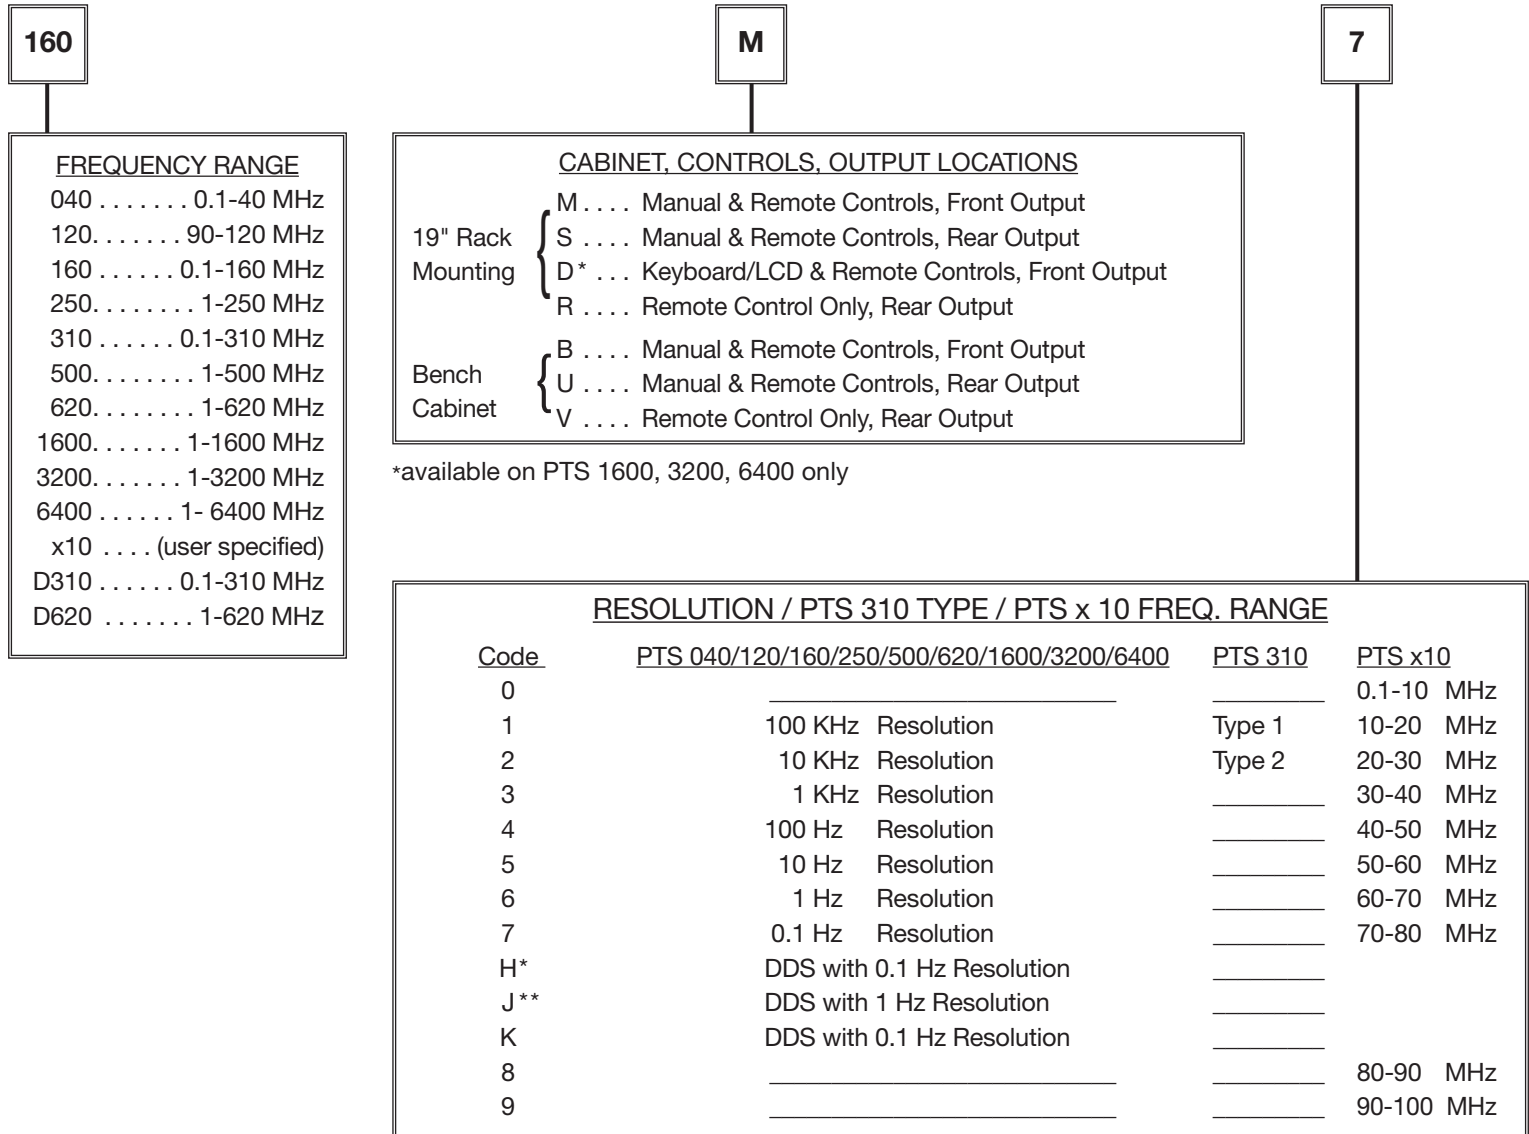 160 M 7
FREQUENCY RANGE
040 . . . . . . . 0.1-40 MHz
120. . . . . . . 90-120 MHz
160 . . . . . . 0.1-160 MHz
250. . . . . . . . 1-250 MHz
310 . . . . . . 0.1-310 MHz
500. . . . . . . . 1-500 MHz
620. . . . . . . . 1-620 MHz
1600. . . . . . . 1-1600 MHz
3200. . . . . . . 1-3200 MHz
6400 . . . . . . 1- 6400 MHz
x10 . . . . (user specified)
D310 . . . . . . 0.1-310 MHz
D620 . . . . . . . 1-620 MHz
CABINET, CONTROLS, OUTPUT LOCATIONS
19" Rack
Mounting
M . . . . Manual & Remote Controls, Front Output
S . . . . Manual & Remote Controls, Rear Output
D* . . . Keyboard/LCD & Remote Controls, Front Output
R . . . . Remote Control Only, Rear Output
Bench
Cabinet
B . . . . Manual & Remote Controls, Front Output
U . . . . Manual & Remote Controls, Rear Output
V . . . . Remote Control Only, Rear Output
*available on PTS 1600, 3200, 6400 only
RESOLUTION / PTS 310 TYPE / PTS x 10 FREQ. RANGE
Code PTS 040/120/160/250/500/620/1600/3200/6400 PTS 310 PTS x10
0 0.1-10 MHz
1 100 KHz Resolution Type 1 10-20 MHz
2 10 KHz Resolution Type 2 20-30 MHz
3 1 KHz Resolution 30-40 MHz
4 100 Hz Resolution 40-50 MHz
5 10 Hz Resolution 50-60 MHz
6 1 Hz Resolution 60-70 MHz
7 0.1 Hz Resolution 70-80 MHz
H* DDS with 0.1 Hz Resolution
J** DDS with 1 Hz Resolution
K DDS with 0.1 Hz Resolution
8 80-90 MHz
9 90-100 MHz